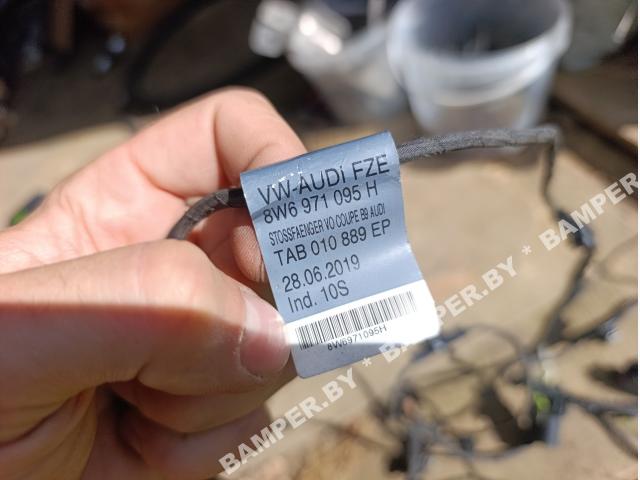 VW-AUDi FZE
8W6 971 095 H
STOSSFAENGER VO COUPE B9 AUDI
TAB 010 889 EP
28.06.2019
Ind. 10S
8W6971095H
BAMPER.BY * BAMPER.BY * BAMPER.BY